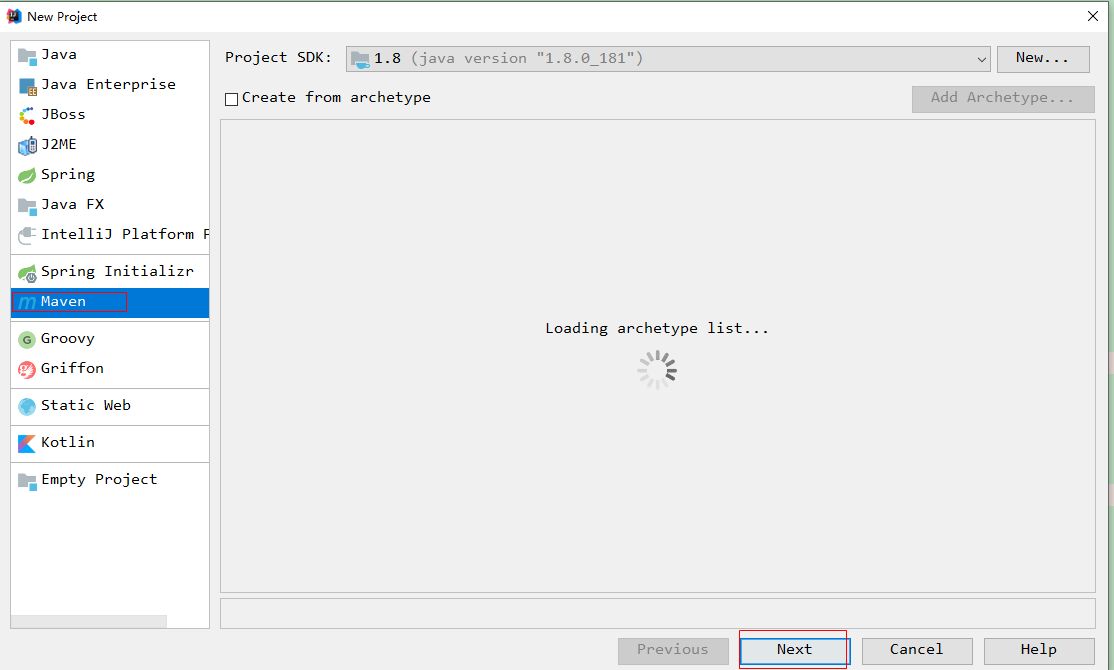 New Project
Java
Java Enterprise
JBoss
J2ME
Spring
Java FX
IntelliJ Platform P
Spring Initializr
Maven
Groovy
Griffon
Static Web
Kotlin
Empty Project
Project SDK: 1.8 (java version "1.8.0_181") New...
Create from archetype Add Archetype...
Loading archetype list...
Previous Next Cancel Help